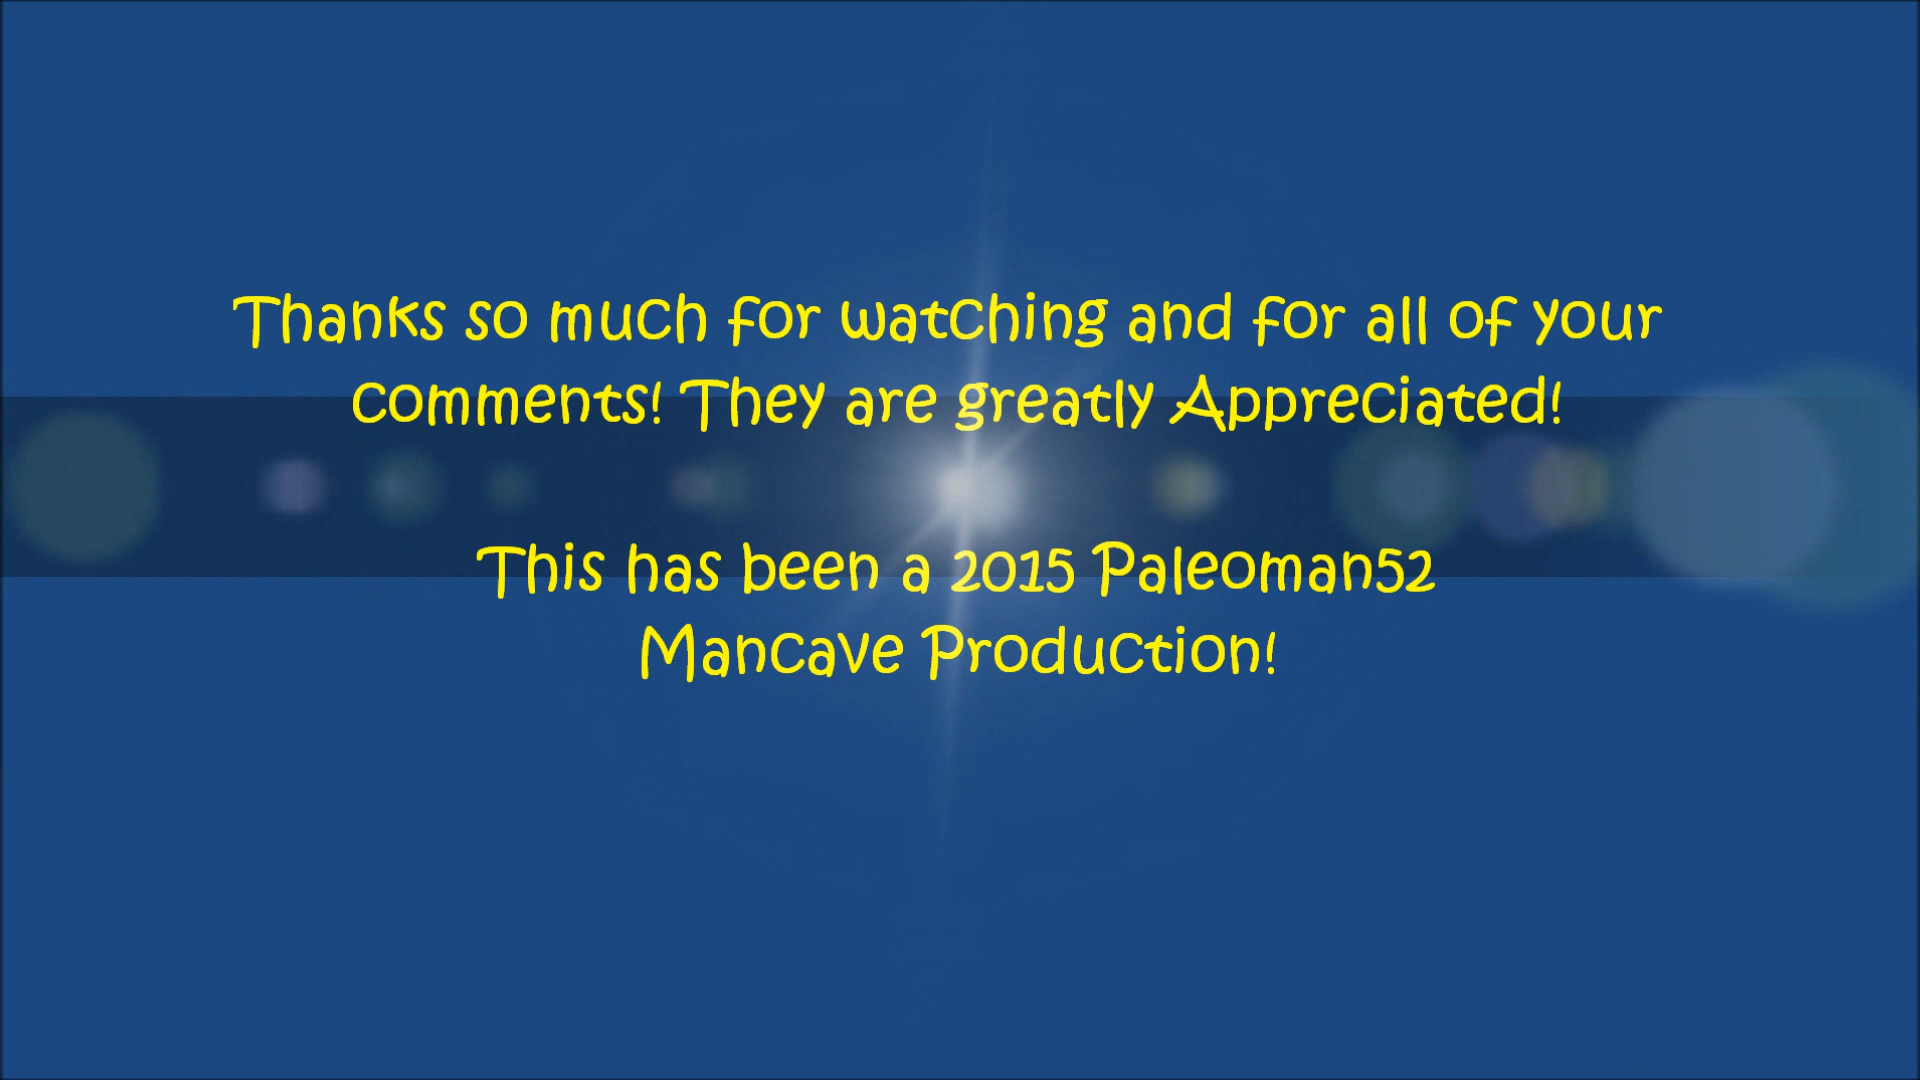 Thanks so much for watching and for all of your
comments! They are greatly Appreciated!
This has been a 2015 Paleoman52
Mancave Production!